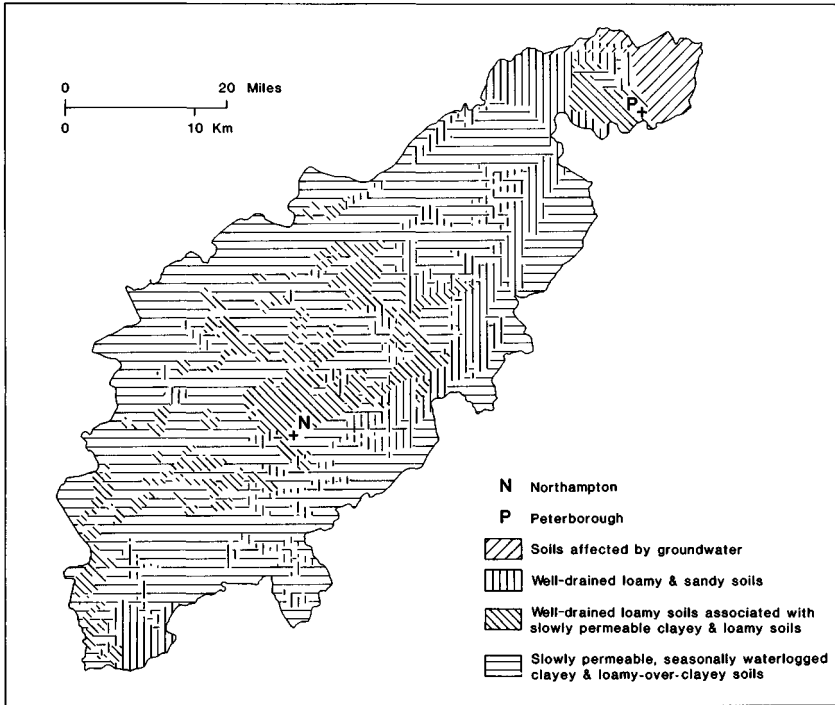 0 20 Miles
0 10 Km
P
N
N Northampton
P Peterborough
Soils affected by groundwater
Well-drained loamy & sandy soils
Well-drained loamy soils associated with
slowly permeable clayey & loamy soils
Slowly permeable, seasonally waterlogged
clayey & loamy-over-clayey soils